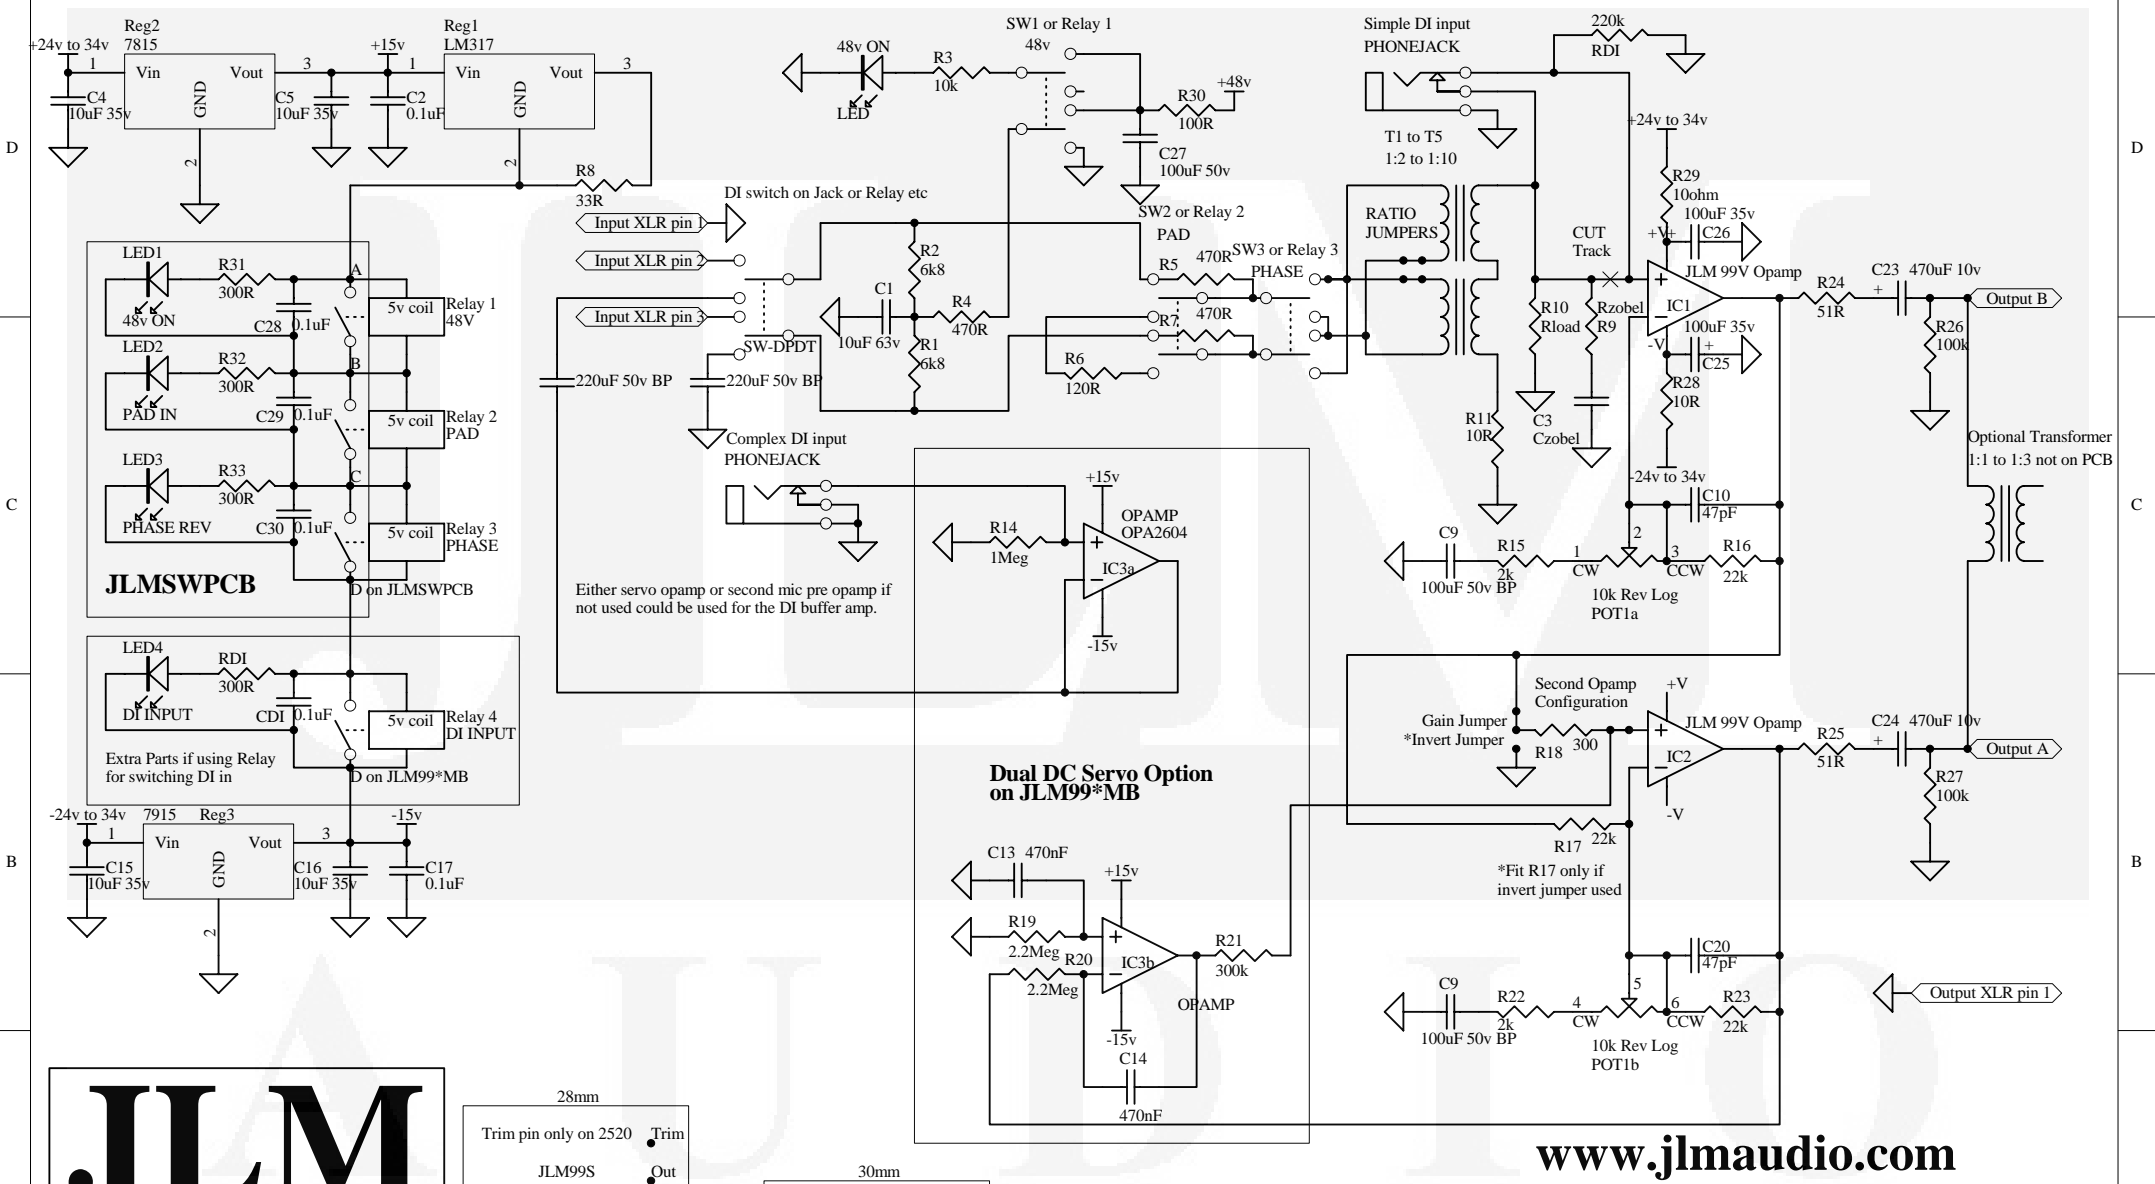 Reg2
7815
+24v to 34v
1
Vin
Vout
GND
3
2
C4
10uF 35v
C5
10uF 35v
+15v
C2
0.1uF
Reg1
LM317
1
Vin
Vout
GND
3
2
R8
33R
48v ON
LED
R3
10k
SW1 or Relay 1
48v
R30
100R
+48v
C27
100uF 50v
Simple DI input
PHONEJACK
220k
RDI
T1 to T5
1:2 to 1:10
+24v to 34v
R29
10ohm
100uF 35v
C26
+V+
D
D
DI switch on Jack or Relay etc
Input XLR pin 1
Input XLR pin 2
Input XLR pin 3
SW-DPDT
220uF 50v BP
220uF 50v BP
R2
6k8
C1
10uF 63v
R4
470R
R1
6k8
SW2 or Relay 2
PAD
R5
470R
R7
470R
R6
120R
SW3 or Relay 3
PHASE
RATIO
JUMPERS
CUT
Track
R10
Rload
Rzobel
R9
C3
Czobel
R11
10R
JLM 99V Opamp
IC1
+
−
-V
100uF 35v
+
C25
R28
10R
-24v to 34v
R24
51R
C23
470uF 10v
+
R26
100k
Output B
Optional Transformer
1:1 to 1:3 not on PCB
LED1
48v ON
R31
300R
C28
0.1uF
A
5v coil
Relay 1
48V
LED2
PAD IN
R32
300R
C29
0.1uF
B
5v coil
Relay 2
PAD
LED3
PHASE REV
R33
300R
C30
0.1uF
C
5v coil
Relay 3
PHASE
JLMSWPCB
D on JLMSWPCB
C
C
Complex DI input
PHONEJACK
Either servo opamp or second mic pre opamp if
not used could be used for the DI buffer amp.
R14
1Meg
+15v
OPAMP
OPA2604
+
−
IC3a
-15v
C9
100uF 50v BP
R15
2k
1
CW
2
3
CCW
C10
47pF
R16
22k
10k Rev Log
POT1a
LED4
DI INPUT
RDI
300R
CDI
0.1uF
5v coil
Relay 4
DI INPUT
Extra Parts if using Relay
for switching DI in
D on JLM99*MB
Dual DC Servo Option
on JLM99*MB
Second Opamp
Configuration
Gain Jumper
*Invert Jumper
R18
300
+V
JLM 99V Opamp
+
−
IC2
-V
R17
22k
*Fit R17 only if
invert jumper used
R25
51R
C24
470uF 10v
+
R27
100k
Output A
-24v to 34v
7915
Reg3
1
Vin
Vout
GND
3
2
-15v
C15
10uF 35v
C16
10uF 35v
C17
0.1uF
B
B
C13
470nF
R19
2.2Meg
R20
2.2Meg
+15v
+
−
IC3b
-15v
OPAMP
R21
300k
C14
470nF
C9
100uF 50v BP
R22
2k
4
CW
5
6
CCW
C20
47pF
R23
22k
10k Rev Log
POT1b
Output XLR pin 1
JLM
AUDIO
JLM
28mm
Trim pin only on 2520
Trim
JLM99S
Out
30mm
www.jlmaudio.com